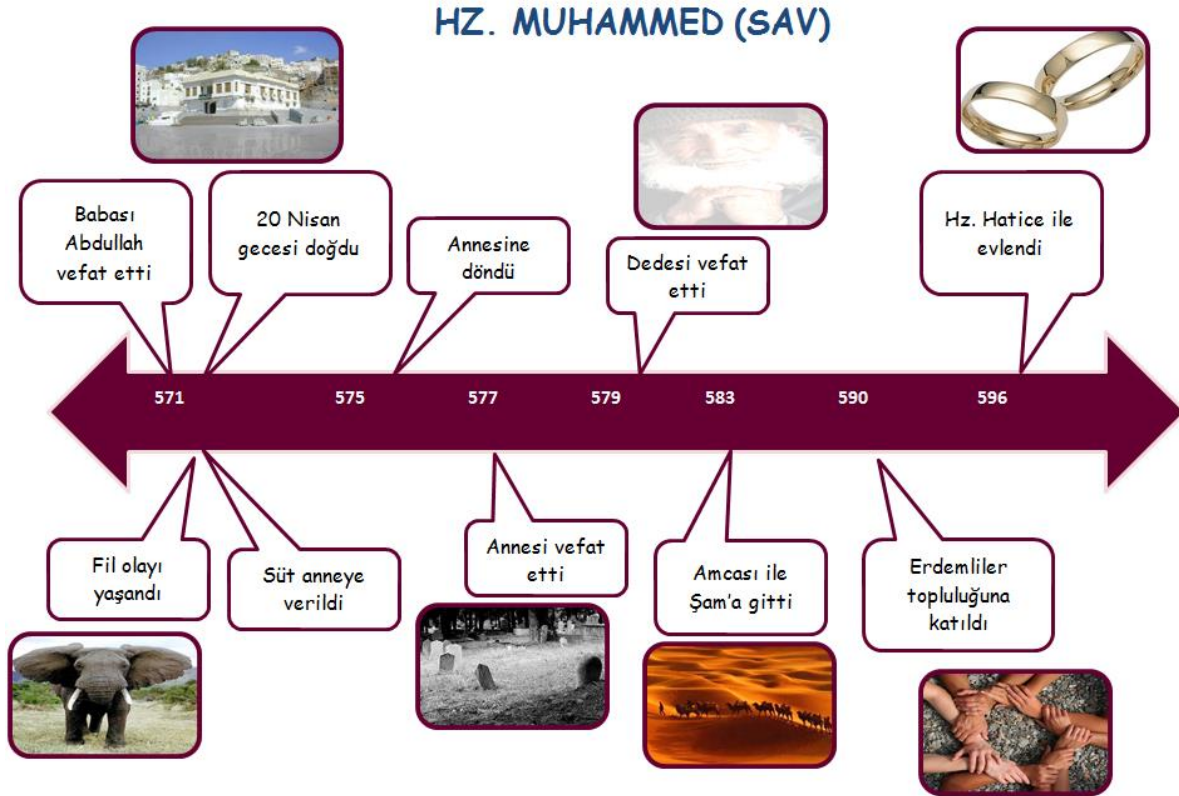 HZ. MUHAMMED (SAV)
Babası
Abdullah
vefat etti
20 Nisan
gecesi doğdu
Annesine
döndü
Dedesi vefat
etti
Hz. Hatice ile
evlendi
571
575
577
579
583
590
596
Fil olayı
yaşandı
Süt anneye
verildi
Annesi vefat
etti
Amcası ile
Şam'a gitti
Erdemliler
topluluğuna
katıldı